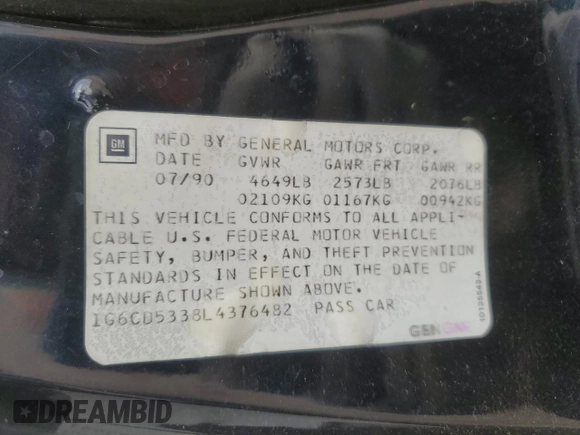 GM
MFD BY GENERAL MOTORS CORP.
DATE GVWR GAWR FRT GAWR RR
07/90 4649LB 2573LB 2076LB
02109KG 01167KG 00942KG
THIS VEHICLE CONFORMS TO ALL APPLI-
CABLE U.S. FEDERAL MOTOR VEHICLE
SAFETY, BUMPER, AND THEFT PREVENTION
STANDARDS IN EFFECT ON THE DATE OF
MANUFACTURE SHOWN ABOVE.
1G6CD5338L4376482 PASS CAR
DREAMBID